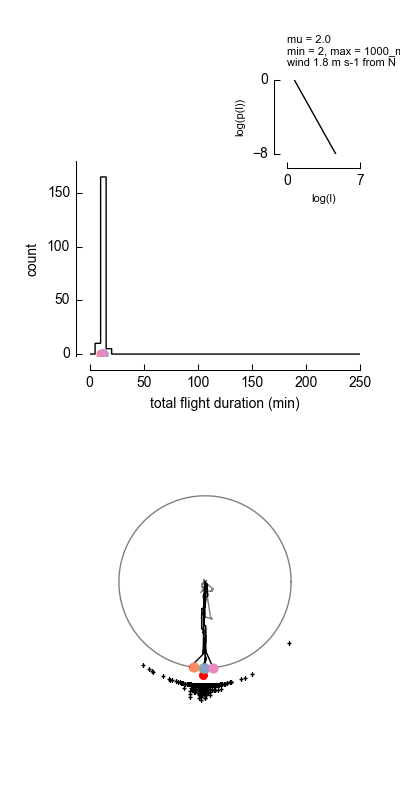 mu = 2.0
min = 2, max = 1000_m
wind 1.8 m s-1 from N
0
−8
log(p(l))
0 7
log(l)
150
100
50
0
count
0 50 100 150 200 250
total flight duration (min)